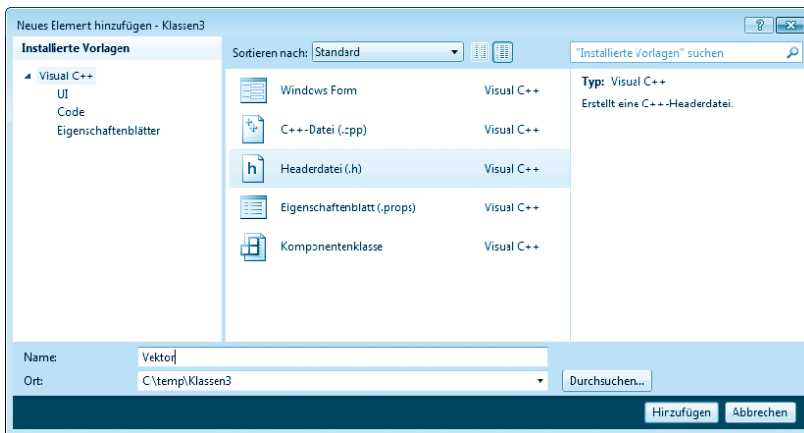 Neues Elemert hinzufügen - Klassen3
Installierte Vorlagen
Sortieren nach: Standard
"Installierte Vorlagen" suchen
Visual C++
UI
Code
Eigenschaftenblätter
Windows Form Visual C++
C++-Datei (.cpp) Visual C++
Headerdatei (.h) Visual C++
Eigenschaftenblatt (.props) Visual C++
Komponentenklasse Visual C++
Typ: Visual C++
Erstellt eine C++-Headerdatei.
Name: Vektor
Ort: C:\temp\Klassen3
Durchsuchen...
Hinzufügen Abbrechen